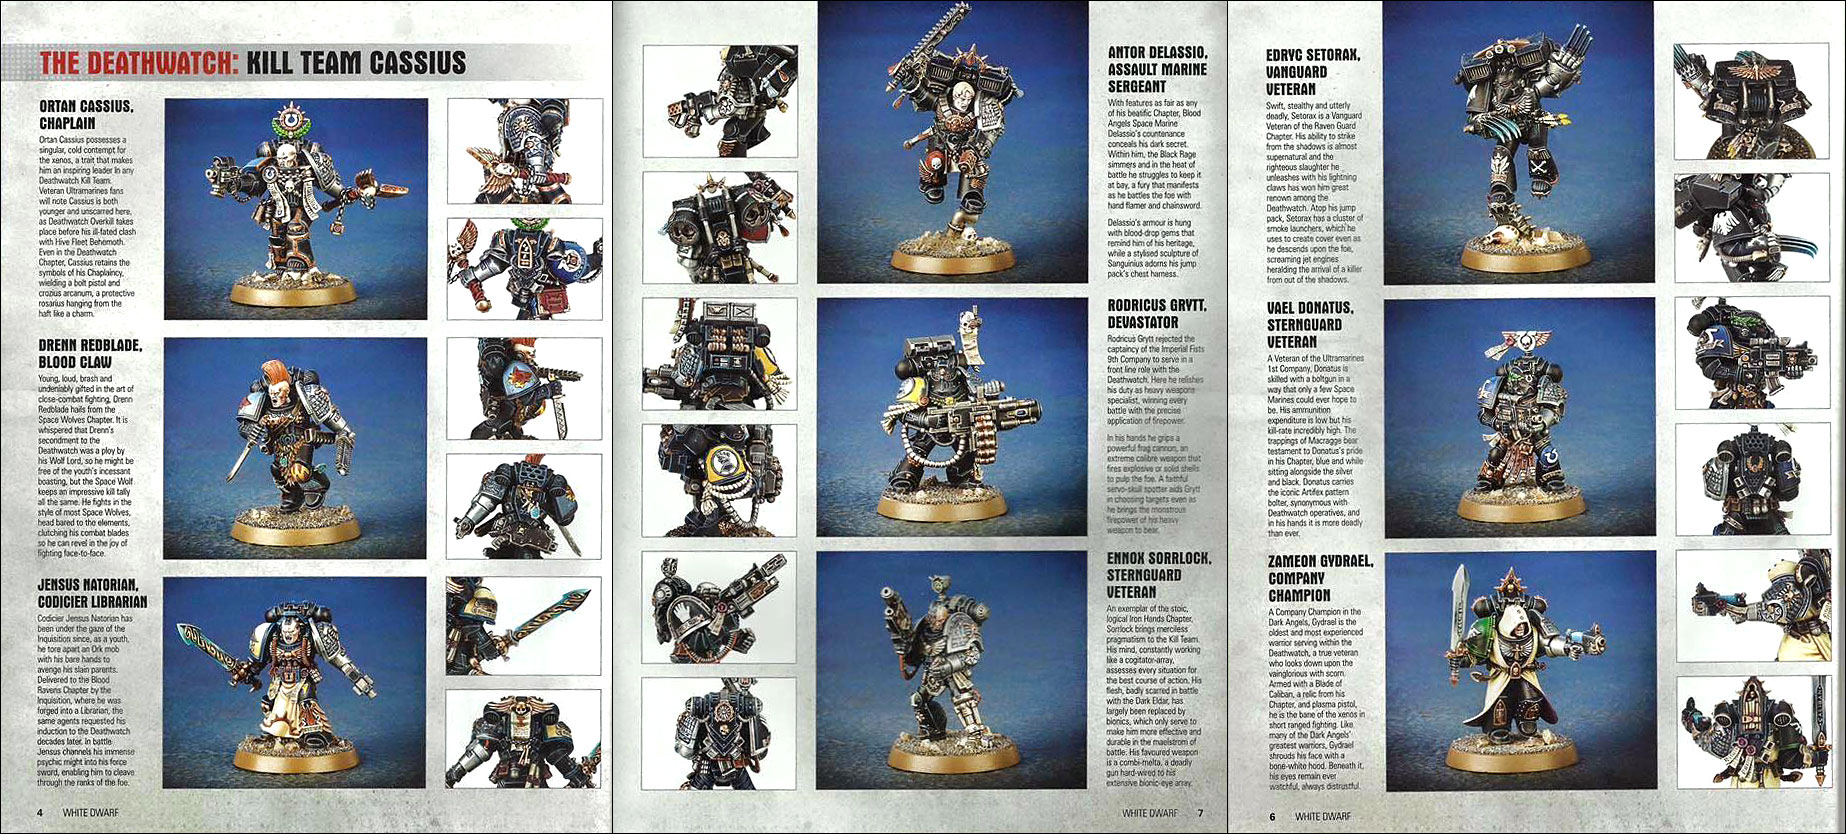 THE DEATHWATCH: KILL TEAM CASSIUS
ORTAN CASSIUS,
CHAPLAIN
Ortan Cassius possesses a
singular, cold contempt for
the xenos, a trait that makes
him an inspiring leader in any
Deathwatch Kill Team.
Veteran Ultramarines fans
will note Cassius is both
younger and unscarred here,
as Deathwatch Overkill takes
place before his ill-fated clash
with Hive Fleet Behemoth.
Even in the Deathwatch
Chapter, Cassius retains the
symbols of his Chaplaincy,
wielding a bolt pistol and
crozius arcanum, a protective
rosarius hanging from the
haft like a charm.
DRENN REDBLADE,
BLOOD CLAW
Young, loud, brash and
undeniably gifted in the art of
close-combat fighting, Drenn
Redblade hails from the
Space Wolves Chapter. It is
whispered that Drenn's
secondment to the
Deathwatch was a ploy by
his Wolf Lord, so he might be
free of the youth's incessant
boasting, but the Space Wolf
keeps an impressive kill tally
all the same. He fights in the
style of most Space Wolves,
head bared to the elements,
clutching his combat blades
so he can revel in the joy of
fighting face-to-face.
JENSUS NATORIAN,
CODICIER LIBRARIAN
Codicier Jensus Natorian has
been under the gaze of the
Inquisition since, as a youth,
he tore apart an Ork mob
with his bare hands to
avenge his slain parents.
Delivered to the Blood
Ravens Chapter by the
Inquisition, where he was
forged into a Librarian, the
same agents requested his
induction to the Deathwatch
decades later. In battle
Jensus channels his immense
psychic might into his force
sword, enabling him to cleave
through the ranks of the foe.
4 WHITE DWARF
ANTOR DELASSIO,
ASSAULT MARINE
SERGEANT
With features as fair as any
of his beatific Chapter, Blood
Angels Space Marine
Delassio's countenance
conceals his dark secret.
Within him, the Black Rage
simmers and in the heat of
battle he struggles to keep it
at bay, a fury that manifests
as he battles the foe with
hand flamer and chainsword.
Delassio's armour is hung
with blood-drop gems that
remind him of his heritage,
while a stylised sculpture of
Sanguinius adorns his jump
pack's chest harness.
RODRICUS GRYTT,
DEVASTATOR
Rodricus Grytt rejected the
captaincy of the Imperial Fists
9th Company to serve in a
front line role with the
Deathwatch. Here he relishes
his duty as heavy weapons
specialist, winning every
battle with the precise
application of firepower.
In his hands he grips a
powerful frag cannon, an
extreme calibre weapon that
fires explosive or solid shells
to pulp the foe. A faithful
servo-skull spotter aids Grytt
in choosing targets even as
he brings the monstrous
firepower of his heavy
weapon to bear.
ENNOX SORRLOCK,
STERNGUARD
VETERAN
An exemplar of the stoic,
logical Iron Hands Chapter,
Sorrlock brings merciless
pragmatism to the Kill Team.
His mind, constantly working
like a cogitator-array,
assesses every situation for
the best course of action. His
flesh, badly scarred in battle
with the Dark Eldar, has
largely been replaced by
bionics, which only serve to
make him more effective and
durable in the maelstrom of
battle. His favoured weapon
is a combi-melta, a deadly
gun hard-wired to his
extensive bionic-eye array.
WHITE DWARF 7
EDRYC SETORAX,
VANGUARD
VETERAN
Swift, stealthy and utterly
deadly, Setorax is a Vanguard
Veteran of the Raven Guard
Chapter. His ability to strike
from the shadows is almost
supernatural and the
righteous slaughter he
unleashes with his lightning
claws has won him great
renown among the
Deathwatch. Atop his jump
pack, Setorax has a cluster of
smoke launchers, which he
uses to create cover even as
he descends upon the foe,
screaming jet engines
heralding the arrival of a killer
from out of the shadows.
VAEL DONATUS,
STERNGUARD
VETERAN
A Veteran of the Ultramarines
1st Company, Donatus is
skilled with a boltgun in a
way that only a few Space
Marines could ever hope to
be. His ammunition
expenditure is low but his
kill-rate incredibly high. The
trappings of Macragge bear
testament to Donatus's pride
in his Chapter, blue and white
sitting alongside the silver
and black. Donatus carries
the iconic Artifex pattern
bolter, synonymous with
Deathwatch operatives, and
in his hands it is more deadly
than ever.
ZAMEON GYDRAEL,
COMPANY
CHAMPION
A Company Champion in the
Dark Angels, Gydrael is the
oldest and most experienced
warrior serving within the
Deathwatch, a true veteran
who looks down upon the
vainglorious with scorn.
Armed with a Blade of
Caliban, a relic from his
Chapter, and plasma pistol,
he is the bane of the xenos in
short ranged fighting. Like
many of the Dark Angels'
greatest warriors, Gydrael
shrouds his face with a
bone-white hood. Beneath it,
his eyes remain ever
watchful, always distrustful.
6 WHITE DWARF